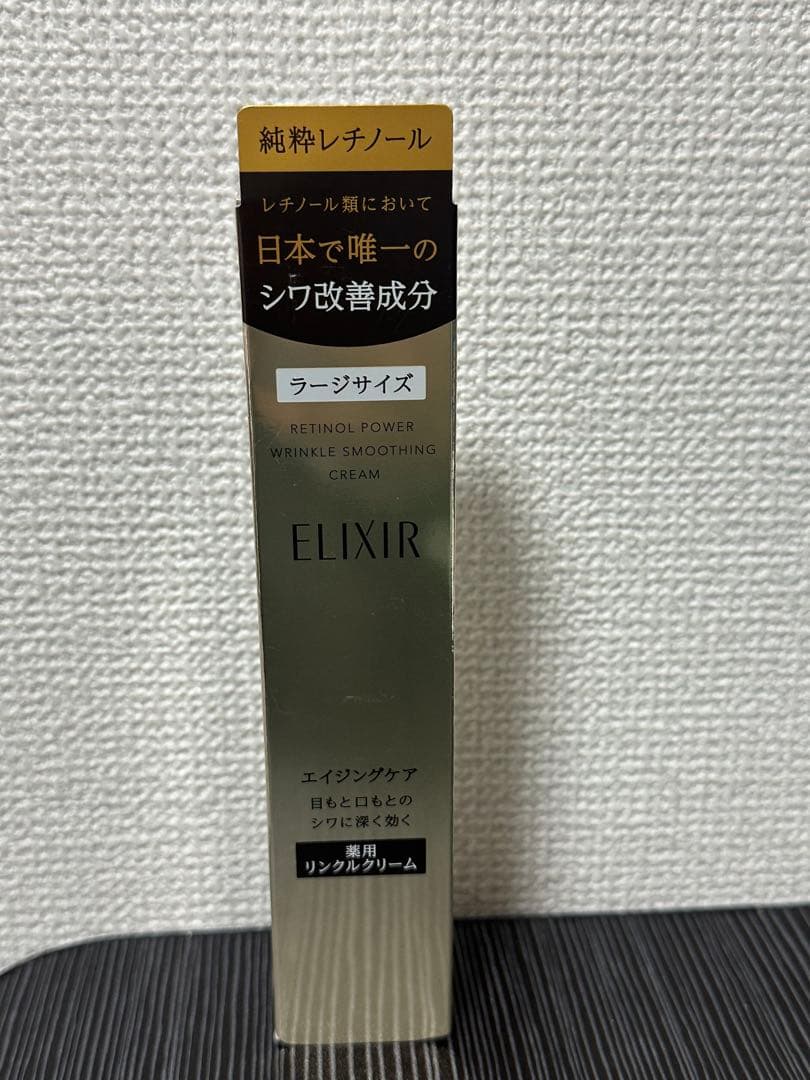 純粋レチノール
レチノール類において
日本で唯一の
シワ改善成分
ラージサイズ
RETINOL POWER
WRINKLE SMOOTHING
CREAM
ELIXIR
エイジングケア
目もと口もとの
シワに深く効く
薬用
リンクルクリーム